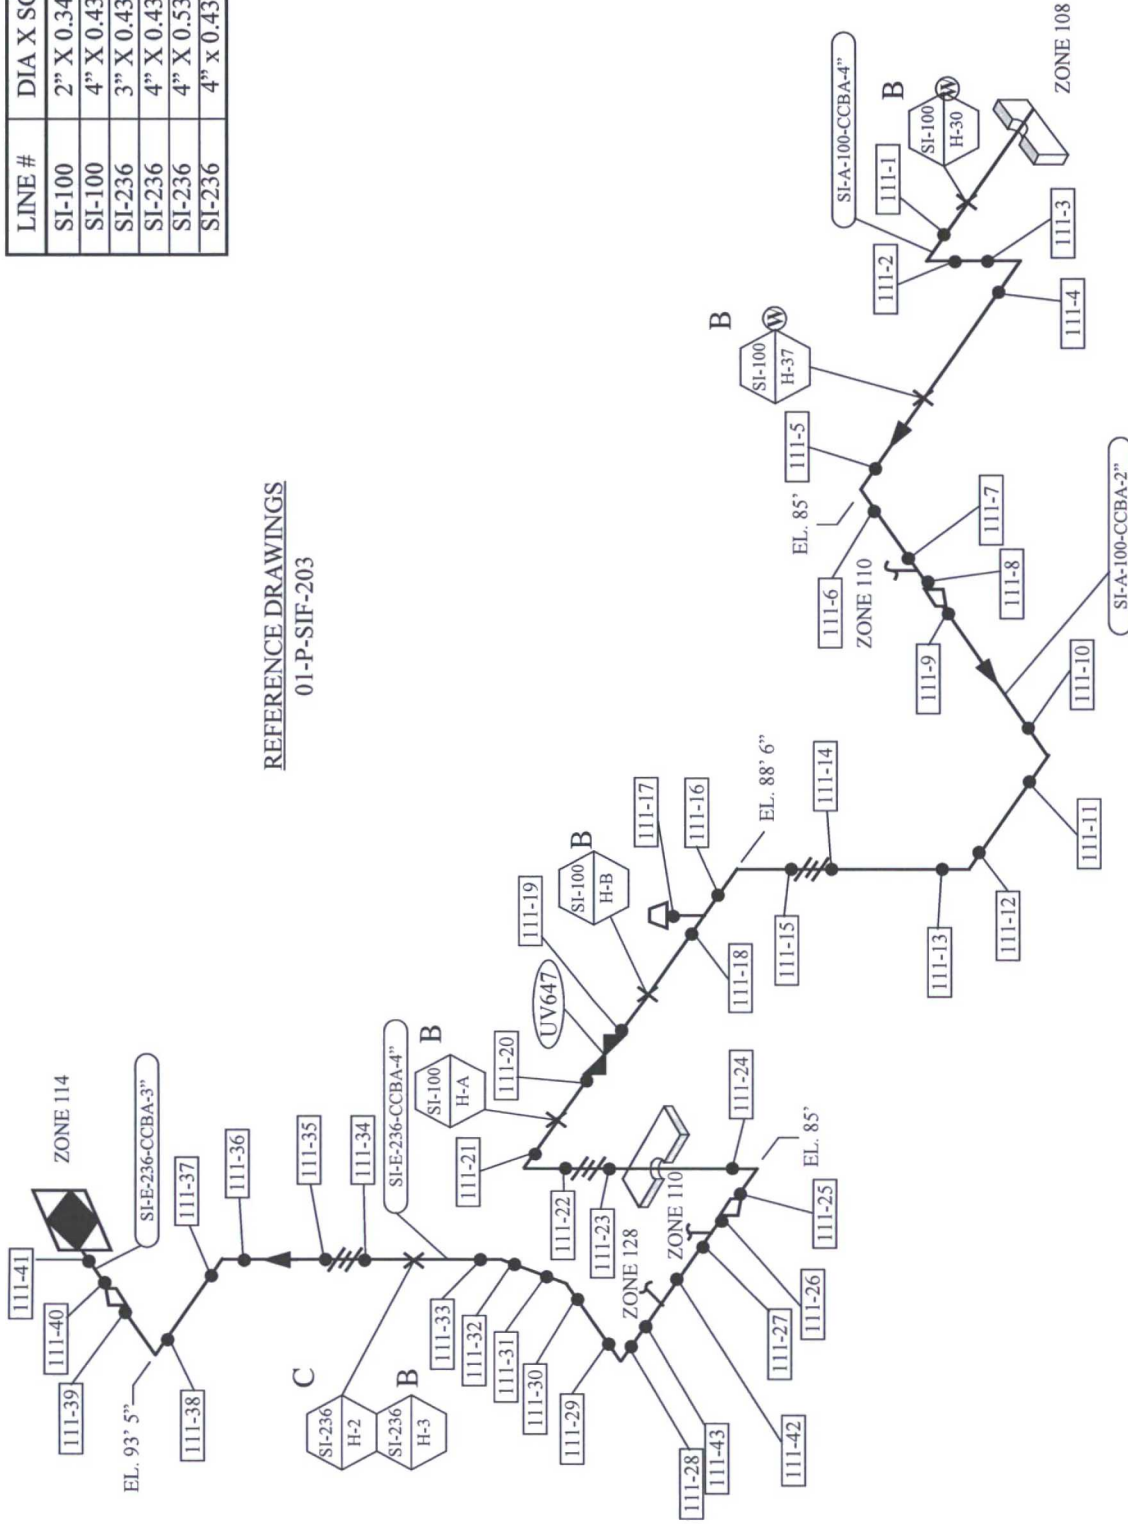 LINE #
DIA X SC
SI-100
2” X 0.34
SI-100
4” X 0.43
SI-236
3” X 0.43
SI-236
4” X 0.43
SI-236
4” X 0.53
SI-236
4” x 0.43
REFERENCE DRAWINGS
01-P-SIF-203
ZONE 108
SI-A-100-CCBA-4”
B
SI-100
H-30
W
111-1
111-2
111-3
111-4
B
SI-100
H-37
W
111-5
EL. 85’
111-6
ZONE 110
111-7
111-8
111-9
SI-A-100-CCBA-2”
111-10
111-11
111-12
111-13
111-14
111-15
EL. 88’ 6”
111-16
111-17
111-18
B
SI-100
H-B
111-19
UV647
111-20
B
SI-100
H-A
111-21
111-22
111-23
111-24
EL. 85’
111-25
ZONE 110
ZONE 128
111-26
111-27
111-42
111-43
111-28
111-29
111-30
111-31
111-32
111-33
SI-E-236-CCBA-4”
C
SI-236
H-2
B
SI-236
H-3
111-34
111-35
111-36
111-37
111-38
EL. 93’ 5”
111-39
111-40
111-41
SI-E-236-CCBA-3”
ZONE 114